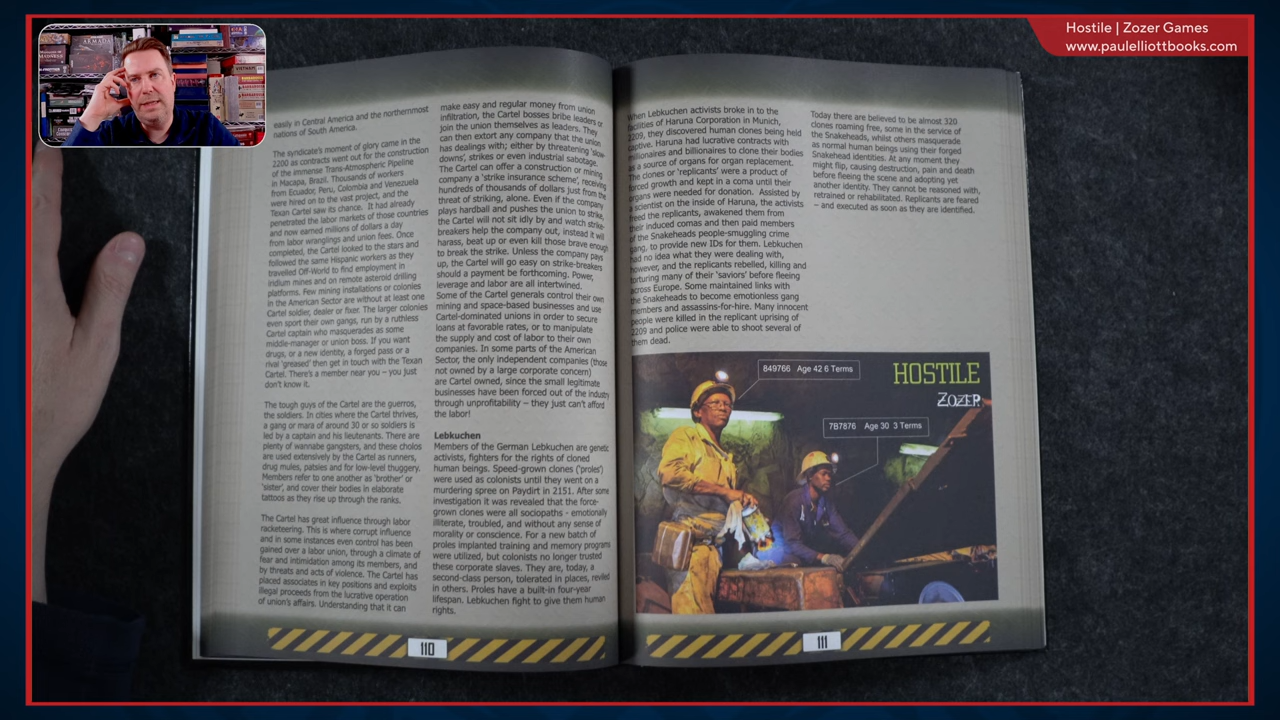 Hostile | Zozer Games
www.paulelliottbooks.com
easily in Central America and the northernmost
nations of South America.
The syndicate's moment of glory came in the
2200 as contracts went out for the construction
of the immense Trans-Atmospheric Pipeline
in Macapa, Brazil. Thousands of workers
from Ecuador, Peru, Colombia and Venezuela
were hired on to the vast project, and the
Texan Cartel saw its chance. It had already
penetrated the labor markets of those countries
and now earned millions of dollars a day
from labor wranglings and union fees. Once
completed, the Cartel looked to the stars and
followed the same Hispanic workers as they
travelled Off-World to find employment in
iridium mines and on remote asteroid drilling
platforms. Few mining installations or colonies
in the American Sector are without at least one
Cartel soldier, dealer or fixer. The larger colonies
even sport their own gangs, run by a ruthless
Cartel captain who masquerades as some
middle-manager or union boss. If you want
drugs, or a new identity, a forged pass or a
rival 'greased' then get in touch with the Texan
Cartel. There's a member near you – you just
don't know it.
The tough guys of the Cartel are the guerros,
the soldiers. In cities where the Cartel thrives,
a gang or mara of around 30 or so soldiers is
led by a captain and his lieutenants. There are
plenty of wannabe gangsters, and these cholos
are used extensively by the Cartel as runners,
drug mules, patsies and for low-level thuggery.
Members refer to one another as 'brother' or
'sister', and cover their bodies in elaborate
tattoos as they rise up through the ranks.
The Cartel has great influence through labor
racketeering. This is where corrupt influence
and in some instances even control has been
gained over a labor union, through a climate of
fear and intimidation among its members, and
by threats and acts of violence. The Cartel has
placed associates in key positions and exploits
illegal proceeds from the lucrative operation
of union's affairs. Understanding that it can
make easy and regular money from union
infiltration, the Cartel bosses bribe leaders or
join the union themselves as leaders. They
can then extort any company that the union
has dealings with; either by threatening 'slow-
downs', strikes or even industrial sabotage.
The Cartel can offer a construction or mining
company a 'strike insurance scheme', receiving
hundreds of thousands of dollars just from the
threat of striking, alone. Even if the company
plays hardball and pushes the union to strike,
the Cartel will not sit idly by and watch strike-
breakers help the company out, instead it will
harass, beat up or even kill those brave enough
to break the strike. Unless the company pays
up, the Cartel will go easy on strike-breakers
should a payment be forthcoming. Power,
leverage and labor are all intertwined.
Some of the Cartel generals control their own
mining and space-based businesses and use
Cartel-dominated unions in order to secure
loans at favorable rates, or to manipulate
the supply and cost of labor to their own
companies. In some parts of the American
Sector, the only independent companies (those
not owned by a large corporate concern)
are Cartel owned, since the small legitimate
businesses have been forced out of the industry
through unprofitability – they just can't afford
the labor!
Lebkuchen
Members of the German Lebkuchen are genetic
activists, fighters for the rights of cloned
human beings. Speed-grown clones ('proles')
were used as colonists until they went on a
murdering spree on Paydirt in 2151. After some
investigation it was revealed that the force-
grown clones were all sociopaths - emotionally
illiterate, troubled, and without any sense of
morality or conscience. For a new batch of
proles implanted training and memory programs
were utilized, but colonists no longer trusted
these corporate slaves. They are, today, a
second-class person, tolerated in places, reviled
in others. Proles have a built-in four-year
lifespan. Lebkuchen fight to give them human
rights.
110
When Lebkuchen activists broke in to the
facilities of Haruna Corporation in Munich,
2209, they discovered human clones being held
captive. Haruna had lucrative contracts with
millionaires and billionaires to clone their bodies
as a source of organs for organ replacement.
The clones or 'replicants' were a product of
forced growth and kept in a coma until their
organs were needed for donation. Assisted by
a scientist on the inside of Haruna, the activists
freed the replicants, awakened them from
their induced comas and then paid members
of the Snakeheads people-smuggling crime
gang, to provide new IDs for them. Lebkuchen
had no idea what they were dealing with,
however, and the replicants rebelled, killing and
torturing many of their 'saviors' before fleeing
across Europe. Some maintained links with
the Snakeheads to become emotionless gang
members and assassins-for-hire. Many innocent
people were killed in the replicant uprising of
2209 and police were able to shoot several of
them dead.
Today there are believed to be almost 320
clones roaming free, some in the service of
the Snakeheads, whilst others masquerade
as normal human beings using their forged
Snakehead identities. At any moment they
might flip, causing destruction, pain and death
before fleeing the scene and adopting yet
another identity. They cannot be reasoned with,
retrained or rehabilitated. Replicants are feared
– and executed as soon as they are identified.
849766 Age 42 6 Terms
7B7876 Age 30 3 Terms
HOSTILE
ZOZER
111